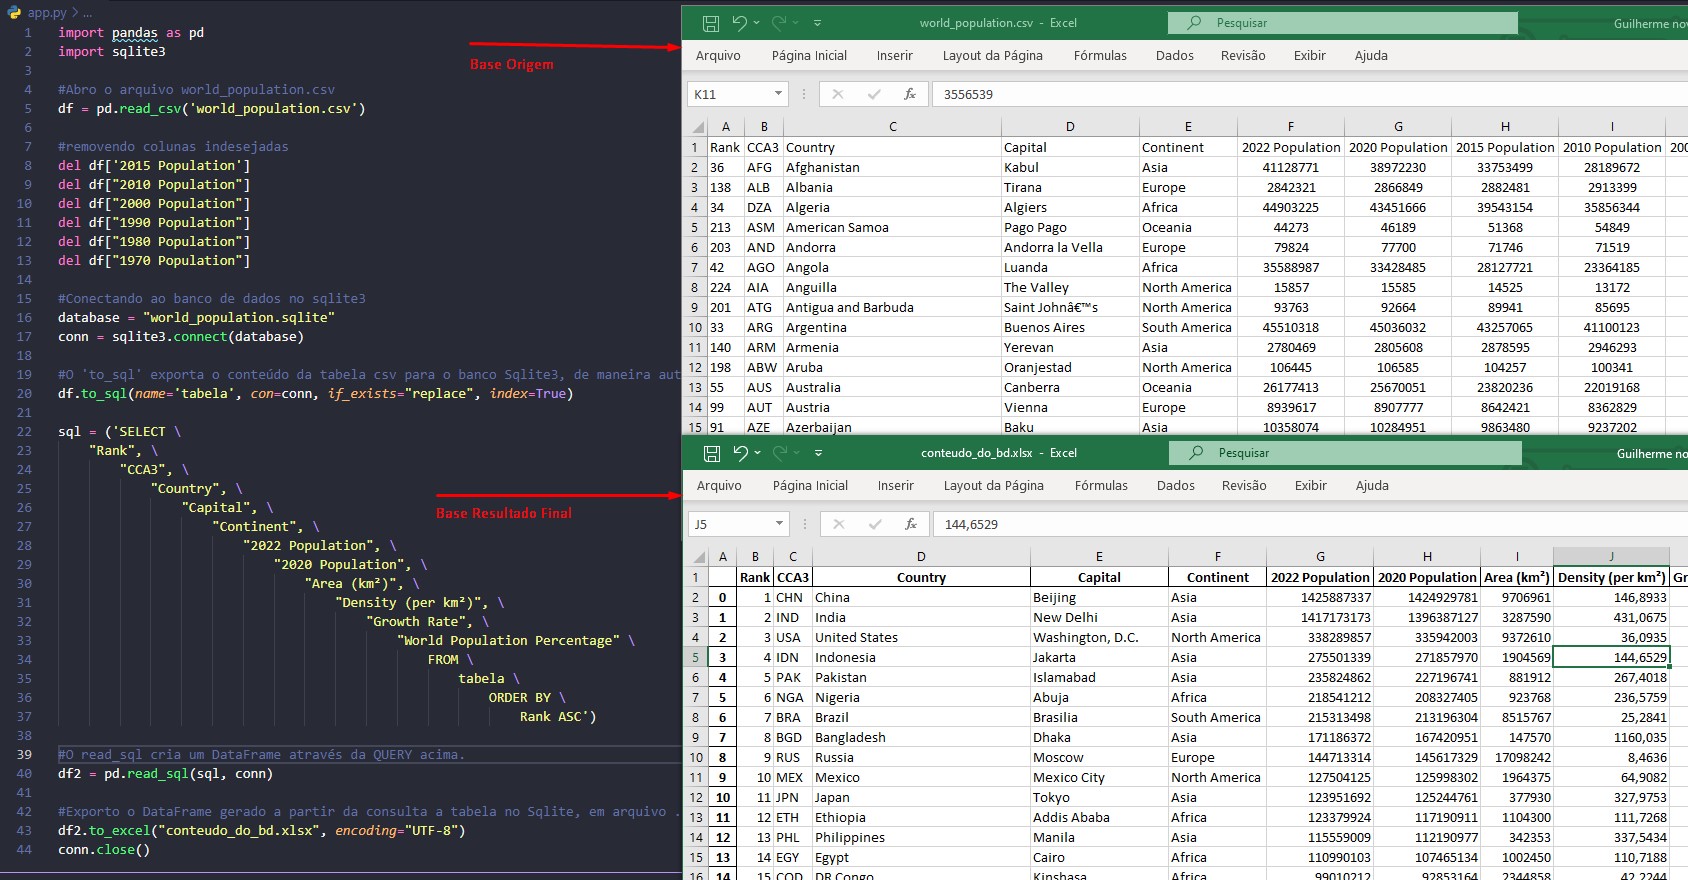 app.py > ...
1 import pandas as pd
2 import sqlite3
3
4 #Abro o arquivo world_population.csv
5 df = pd.read_csv('world_population.csv')
6
7 #removendo colunas indesejadas
8 del df['2015 Population']
9 del df["2010 Population"]
10 del df["2000 Population"]
11 del df["1990 Population"]
12 del df["1980 Population"]
13 del df["1970 Population"]
14
15 #Conectando ao banco de dados no sqlite3
16 database = "world_population.sqlite"
17 conn = sqlite3.connect(database)
18
19 #O 'to_sql' exporta o conteúdo da tabela csv para o banco Sqlite3, de maneira aut
20 df.to_sql(name='tabela', con=conn, if_exists="replace", index=True)
21
22 sql = ('SELECT \
23 "Rank", \
24 "CCA3", \
25 "Country", \
26 "Capital", \
27 "Continent", \
28 "2022 Population", \
29 "2020 Population", \
30 "Area (km²)", \
31 "Density (per km²)", \
32 "Growth Rate", \
33 "World Population Percentage" \
34 FROM \
35 tabela \
36 ORDER BY \
37 Rank ASC')
38
39 #O read_sql cria um DataFrame através da QUERY acima.
40 df2 = pd.read_sql(sql, conn)
41
42 #Exporto o DataFrame gerado a partir da consulta a tabela no Sqlite, em arquivo .
43 df2.to_excel("conteudo_do_bd.xlsx", encoding="UTF-8")
44 conn.close()
Base Origem
Base Resultado Final
world_population.csv - Excel
Pesquisar
Guilherme nov
Arquivo Página Inicial Inserir Layout da Página Fórmulas Dados Revisão Exibir Ajuda
K11 fx 3556539
A B C D E F G H I
1 Rank CCA3 Country Capital Continent 2022 Population 2020 Population 2015 Population 2010 Population 200
2 36 AFG Afghanistan Kabul Asia 41128771 38972230 33753499 28189672
3 138 ALB Albania Tirana Europe 2842321 2866849 2882481 2913399
4 34 DZA Algeria Algiers Africa 44903225 43451666 39543154 35856344
5 213 ASM American Samoa Pago Pago Oceania 44273 46189 51368 54849
6 203 AND Andorra Andorra la Vella Europe 79824 77700 71746 71519
7 42 AGO Angola Luanda Africa 35588987 33428485 28127721 23364185
8 224 AIA Anguilla The Valley North America 15857 15585 14525 13172
9 201 ATG Antigua and Barbuda Saint Johnâ€™s North America 93763 92664 89941 85695
10 33 ARG Argentina Buenos Aires South America 45510318 45036032 43257065 41100123
11 140 ARM Armenia Yerevan Asia 2780469 2805608 2878595 2946293
12 198 ABW Aruba Oranjestad North America 106445 106585 104257 100341
13 55 AUS Australia Canberra Oceania 26177413 25670051 23820236 22019168
14 99 AUT Austria Vienna Europe 8939617 8907777 8642421 8362829
15 91 AZE Azerbaijan Baku Asia 10358074 10284951 9863480 9237202
conteudo_do_bd.xlsx - Excel
Pesquisar
Guilherme no
Arquivo Página Inicial Inserir Layout da Página Fórmulas Dados Revisão Exibir Ajuda
J5 fx 144,6529
A B C D E F G H I J
1 Rank CCA3 Country Capital Continent 2022 Population 2020 Population Area (km²) Density (per km²) Gr
2 0 1 CHN China Beijing Asia 1425887337 1424929781 9706961 146,8933
3 1 2 IND India New Delhi Asia 1417173173 1396387127 3287590 431,0675
4 2 3 USA United States Washington, D.C. North America 338289857 335942003 9372610 36,0935
5 3 4 IDN Indonesia Jakarta Asia 275501339 271857970 1904569 144,6529
6 4 5 PAK Pakistan Islamabad Asia 235824862 227196741 881912 267,4018
7 5 6 NGA Nigeria Abuja Africa 218541212 208327405 923768 236,5759
8 6 7 BRA Brazil Brasilia South America 215313498 213196304 8515767 25,2841
9 7 8 BGD Bangladesh Dhaka Asia 171186372 167420951 147570 1160,035
10 8 9 RUS Russia Moscow Europe 144713314 145617329 17098242 8,4636
11 9 10 MEX Mexico Mexico City North America 127504125 125998302 1964375 64,9082
12 10 11 JPN Japan Tokyo Asia 123951692 125244761 377930 327,9753
13 11 12 ETH Ethiopia Addis Ababa Africa 123379924 117190911 1104300 111,7268
14 12 13 PHL Philippines Manila Asia 115559009 112190977 342353 337,5434
15 13 14 EGY Egypt Cairo Africa 110990103 107465134 1002450 110,7188
16 14 15 COD DR Congo Kinshasa Africa 99010212 92853164 2344858 42,2244